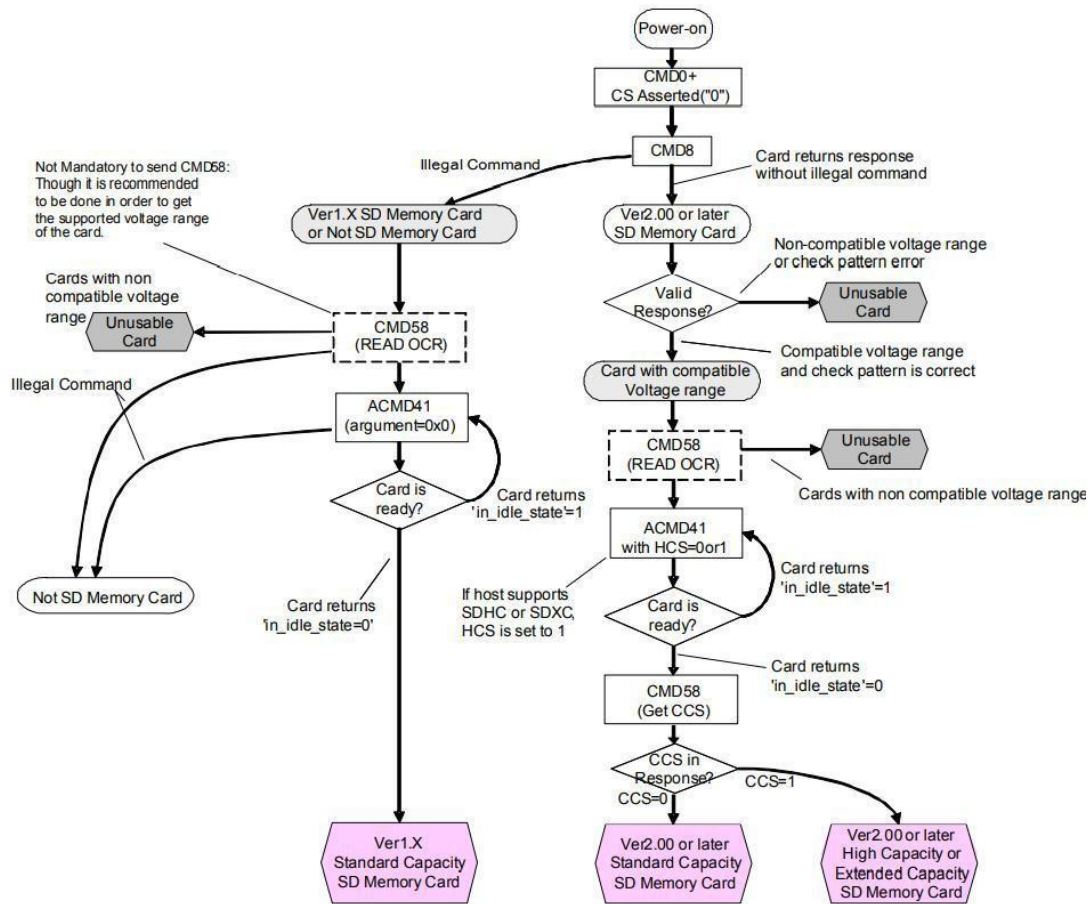 Power-on
CMD0+
CS Asserted("0")
CMD8
Illegal Command
Card returns response
without illegal command
Not Mandatory to send CMD58:
Though it is recommended
to be done in order to get
the supported voltage range
of the card.
Ver1.X SD Memory Card
or Not SD Memory Card
Ver2.00 or later
SD Memory Card
Non-compatible voltage range
or check pattern error
Cards with non
compatible voltage
range
Unusable
Card
CMD58
(READ OCR)
Valid
Response?
Unusable
Card
Compatible voltage range
and check pattern is correct
Card with compatible
Voltage range
Illegal Command
ACMD41
(argument=0x0)
CMD58
(READ OCR)
Unusable
Card
Cards with non compatible voltage range
Card is
ready?
Card returns
'in_idle_state'=1
ACMD41
with HCS=0or1
Not SD Memory Card
Card returns
'in_idle_state=0'
If host supports
SDHC or SDXC,
HCS is set to 1
Card returns
'in_idle_state'=1
Card is
ready?
Card returns
'in_idle_state'=0
CMD58
(Get CCS)
CCS in
Response?
CCS=0
CCS=1
Ver1.X
Standard Capacity
SD Memory Card
Ver2.00 or later
Standard Capacity
SD Memory Card
Ver2.00 or later
High Capacity or
Extended Capacity
SD Memory Card